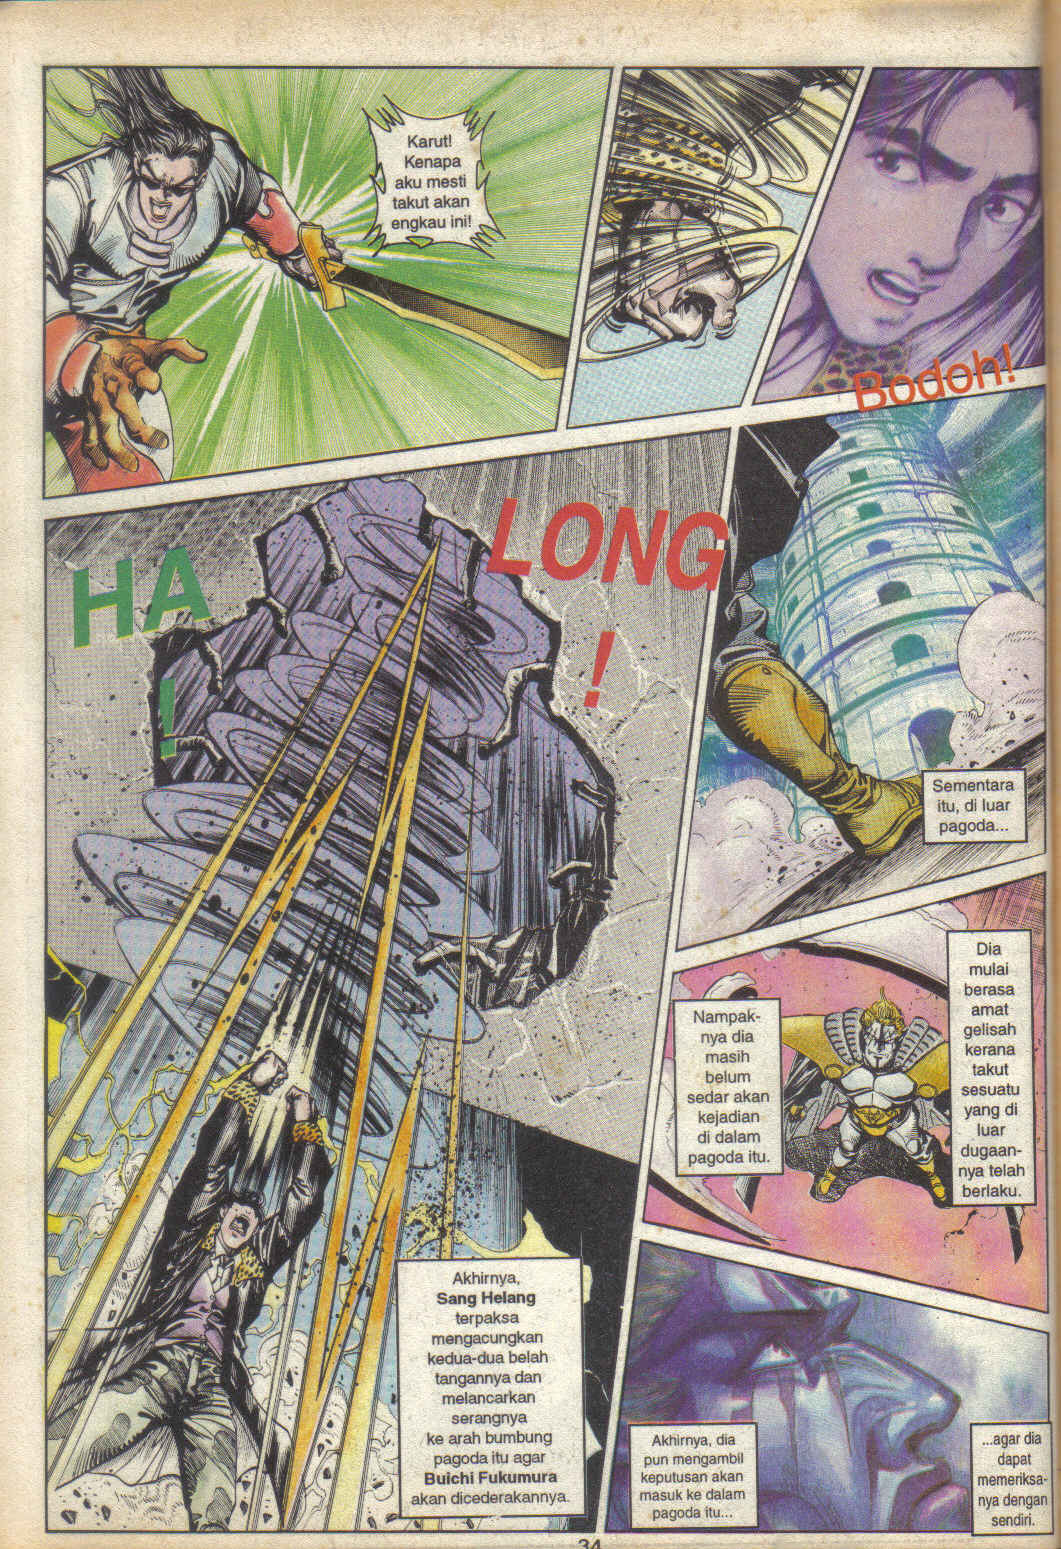 Karut!
Kenapa
aku mesti
takut akan
engkau ini!
Bodoh!
HA
!
LONG
!
Sementara
itu, di luar
pagoda...
Nampak-
nya dia
masih
belum
sedar akan
kejadian
di dalam
pagoda itu.
Dia
mulai
berasa
amat
gelisah
kerana
takut
sesuatu
yang di
luar
dugaan-
nya telah
berlaku.
Akhirnya,
Sang Helang
terpaksa
mengacungkan
kedua-dua belah
tangannya dan
melancarkan
serangnya
ke arah bumbung
pagoda itu agar
Buichi Fukumura
akan dicederakannya.
Akhirnya, dia
pun mengambil
keputusan akan
masuk ke dalam
pagoda itu...
...agar dia
dapat
memeriksa-
nya dengan
sendiri.
34